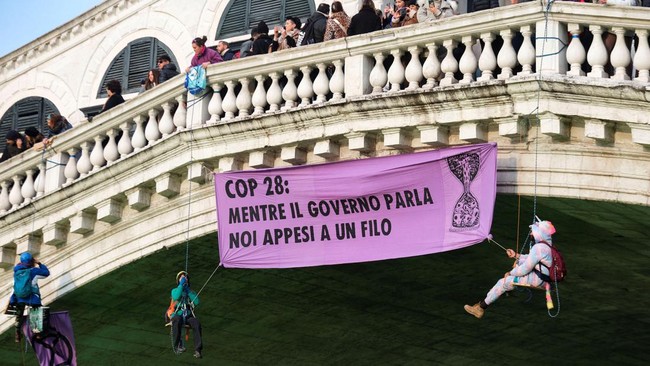 COP 28:
MENTRE IL GOVERNO PARLA
NOI APPESI A UN FILO